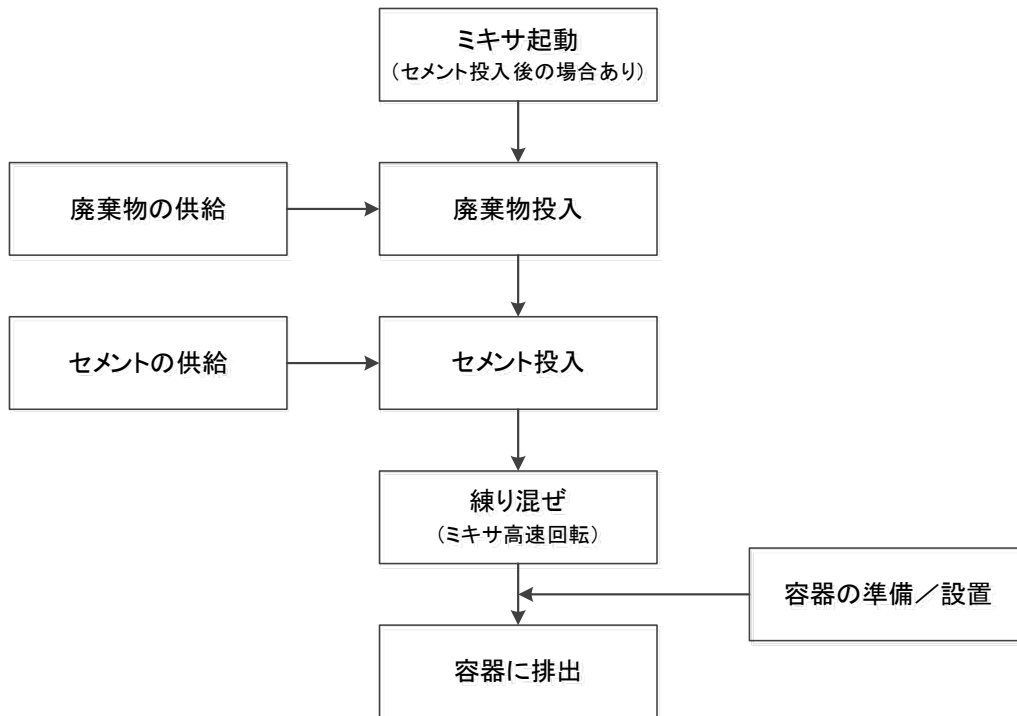 ミキサ起動
（セメント投入後の場合あり）
廃棄物の供給
廃棄物投入
セメントの供給
セメント投入
練り混ぜ
（ミキサ高速回転）
容器の準備／設置
容器に排出